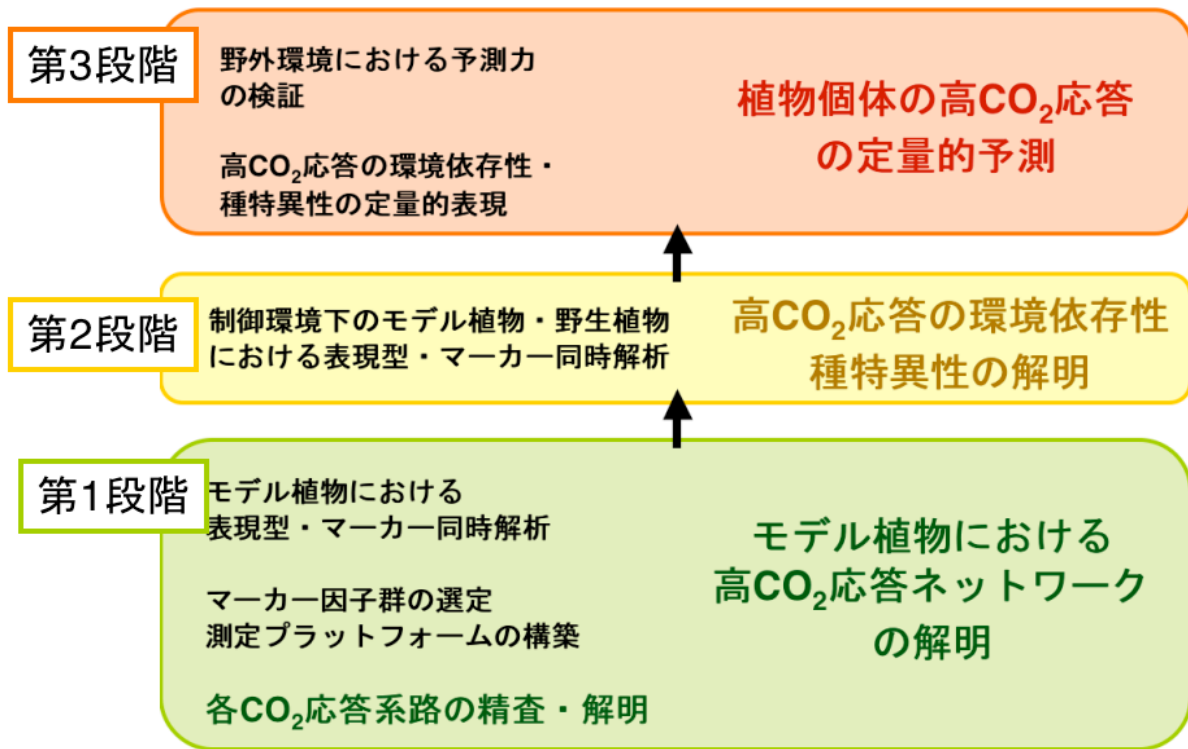 第3段階
野外環境における予測力
の検証
高CO₂応答の環境依存性・
種特異性の定量的表現
植物個体の高CO₂応答
の定量的予測
第2段階
制御環境下のモデル植物・野生植物
における表現型・マーカー同時解析
高CO₂応答の環境依存性
種特異性の解明
第1段階
モデル植物における
表現型・マーカー同時解析
マーカー因子群の選定
測定プラットフォームの構築
各CO₂応答系路の精査・解明
モデル植物における
高CO₂応答ネットワーク
の解明